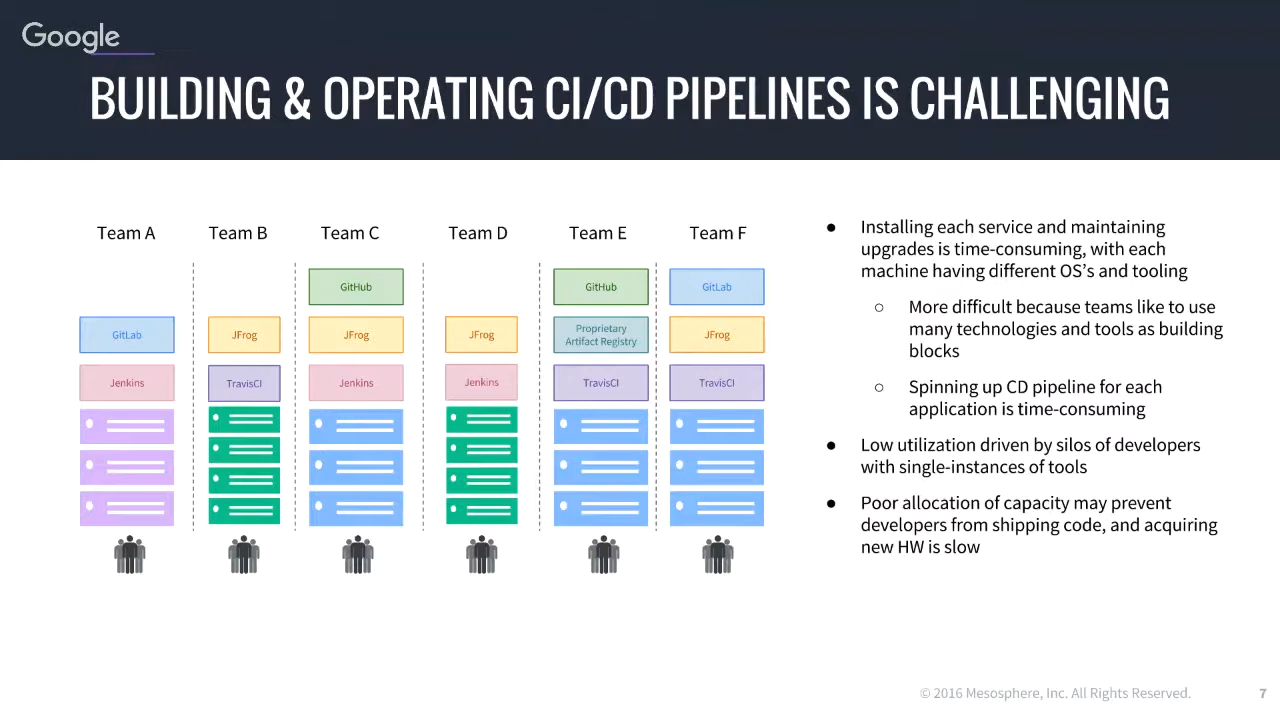 Google
BUILDING & OPERATING CI/CD PIPELINES IS CHALLENGING
Team A
Team B
Team C
Team D
Team E
Team F
GitHub
GitHub
GitLab
GitLab
JFrog
JFrog
JFrog
Proprietary
Artifact Registry
JFrog
Jenkins
TravisCI
Jenkins
Jenkins
TravisCI
TravisCI
● Installing each service and maintaining
upgrades is time-consuming, with each
machine having different OS's and tooling
○ More difficult because teams like to use
many technologies and tools as building
blocks
○ Spinning up CD pipeline for each
application is time-consuming
● Low utilization driven by silos of developers
with single-instances of tools
● Poor allocation of capacity may prevent
developers from shipping code, and acquiring
new HW is slow
© 2016 Mesosphere, Inc. All Rights Reserved.
7